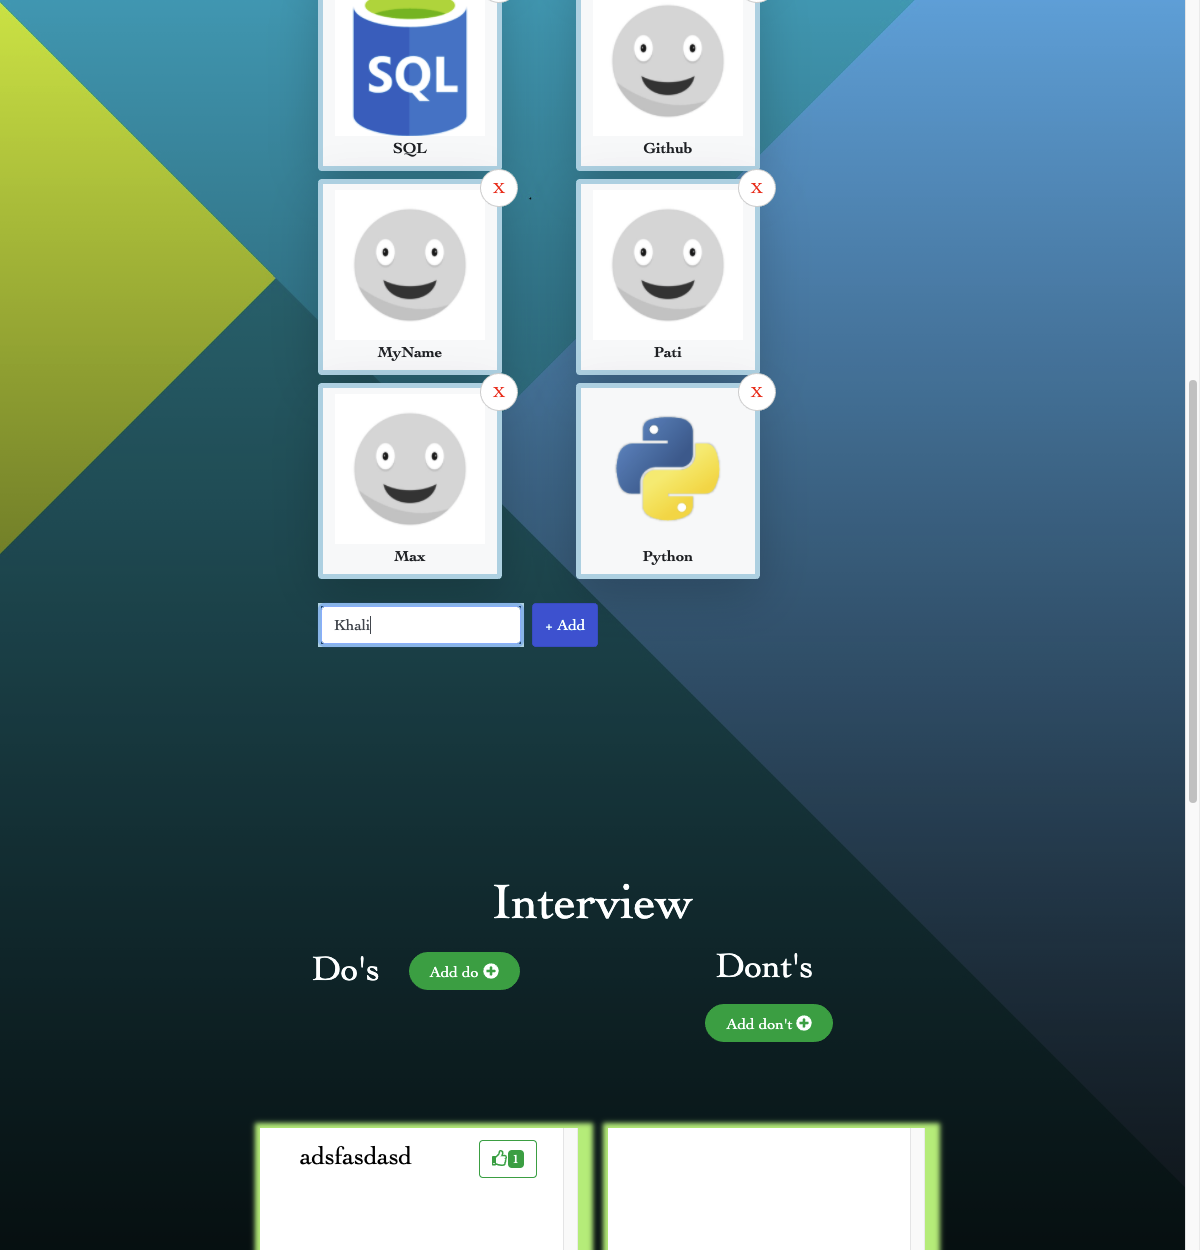 SQL
SQL
Github
X
X
MyName
Pati
X
X
Max
Python
Khali
+ Add
Interview
Do's
Add do
Dont's
Add don't
adsfasdasd
1